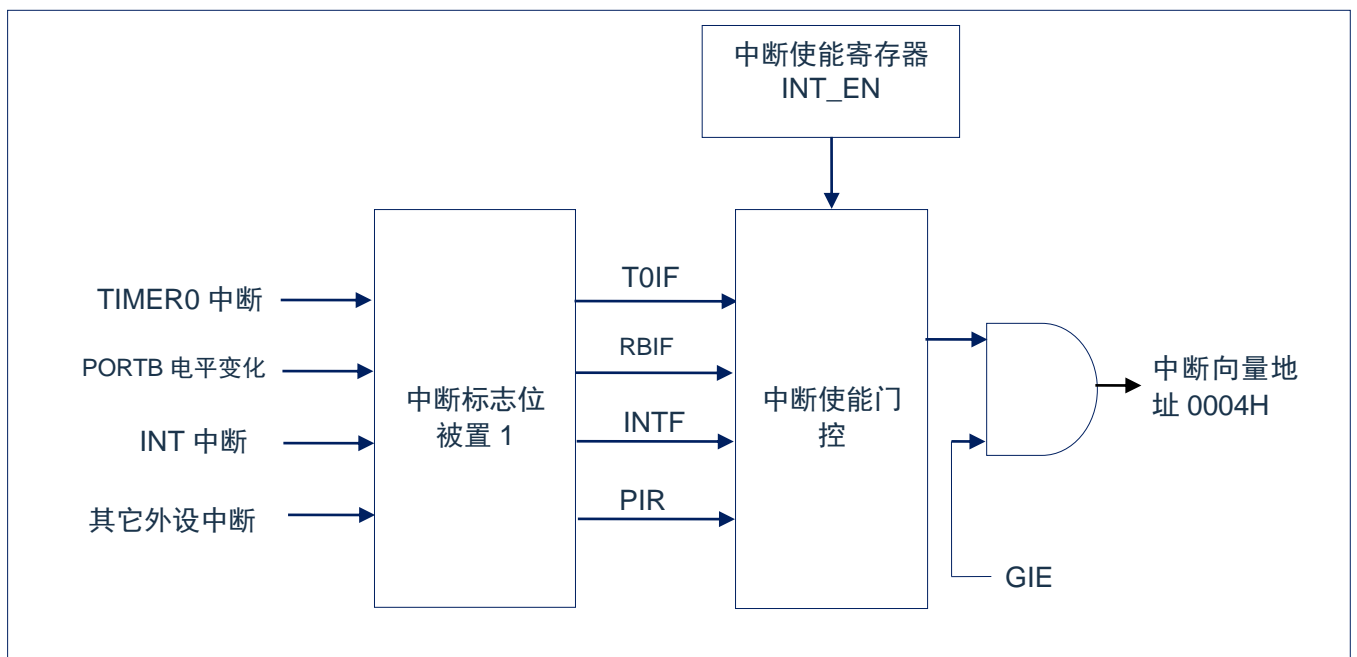 中断使能寄存器
INT_EN
TIMER0 中断
PORTB 电平变化
INT 中断
其它外设中断
中断标志位
被置 1
T0IF
RBIF
INTF
PIR
中断使能门
控
中断向量地
址 0004H
GIE